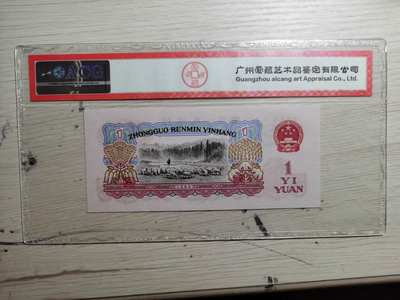 ACG
广州爱藏艺术品鉴定有限公司
Guangzhou aicang art Appraisal Co., Ltd.
ZHONGGUO RENMIN YINHANG
1
YI
YUAN